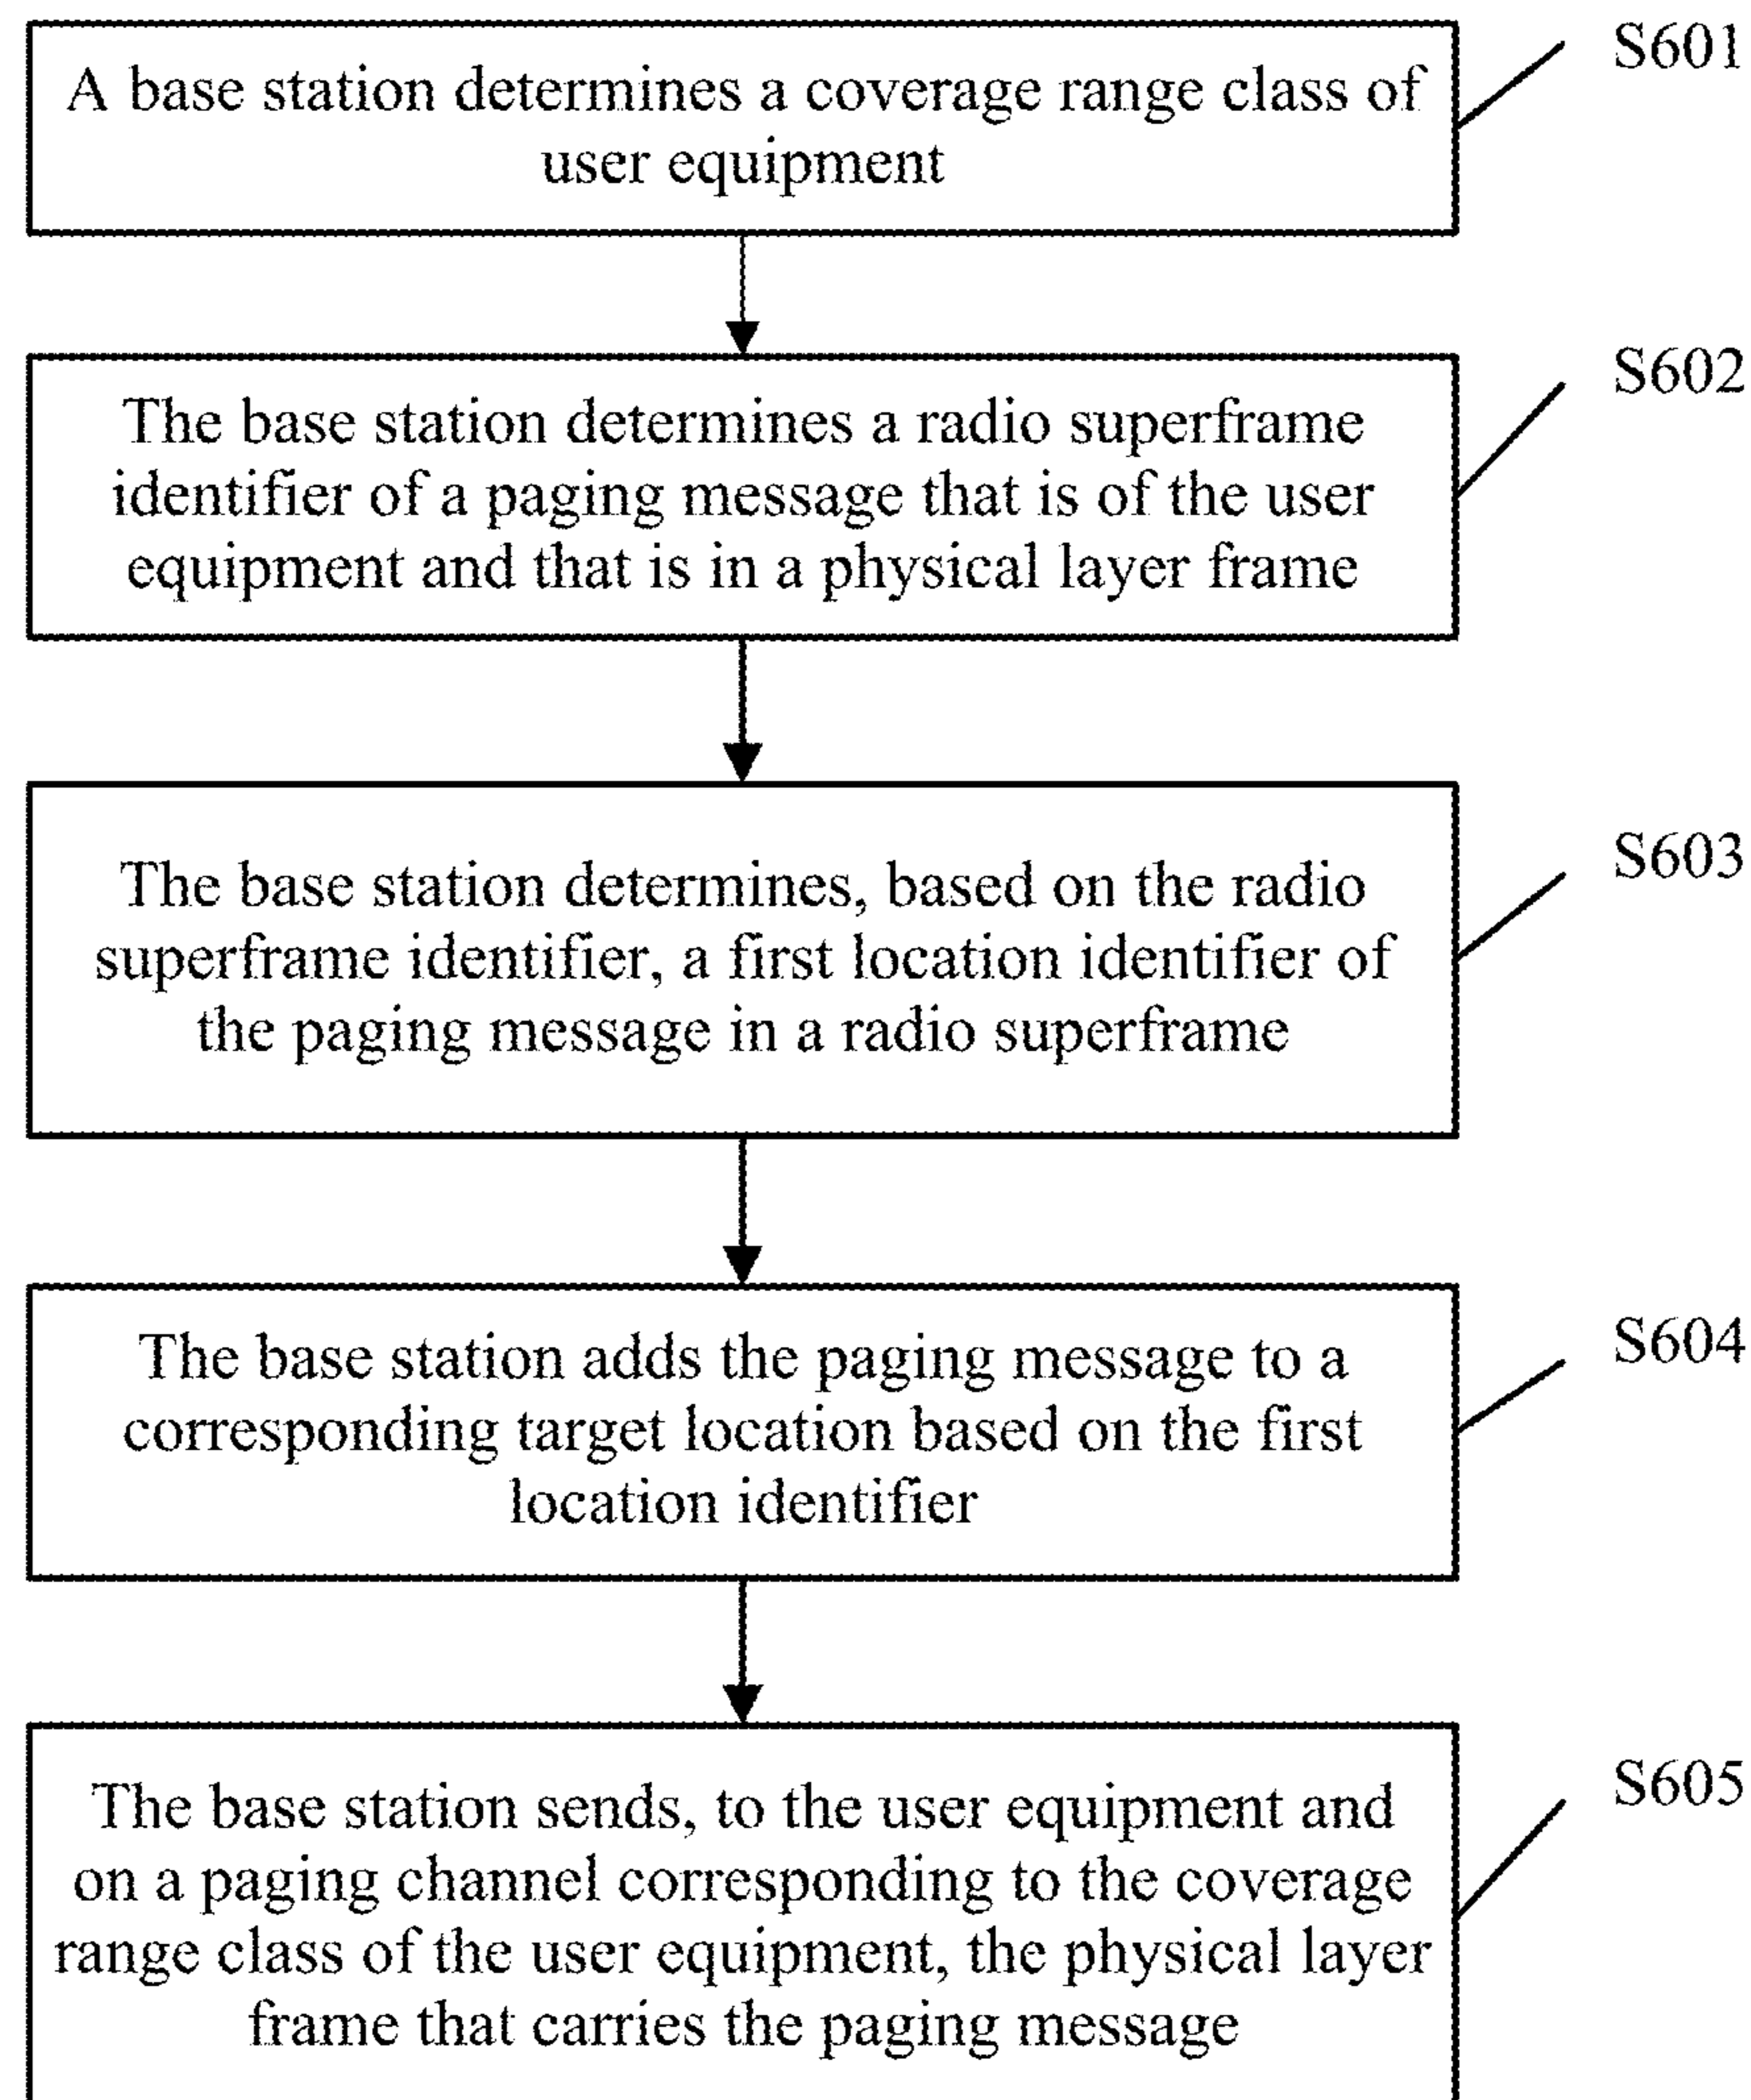 A base station determines a coverage range class of
user equipment
S601
The base station determines a radio superframe
identifier of a paging message that is of the user
equipment and that is in a physical layer frame
S602
The base station determines, based on the radio
superframe identifier, a first location identifier of
the paging message in a radio superframe
S603
The base station adds the paging message to a
corresponding target location based on the first
location identifier
S604
The base station sends, to the user equipment and
on a paging channel corresponding to the coverage
range class of the user equipment, the physical layer
frame that carries the paging message
S605